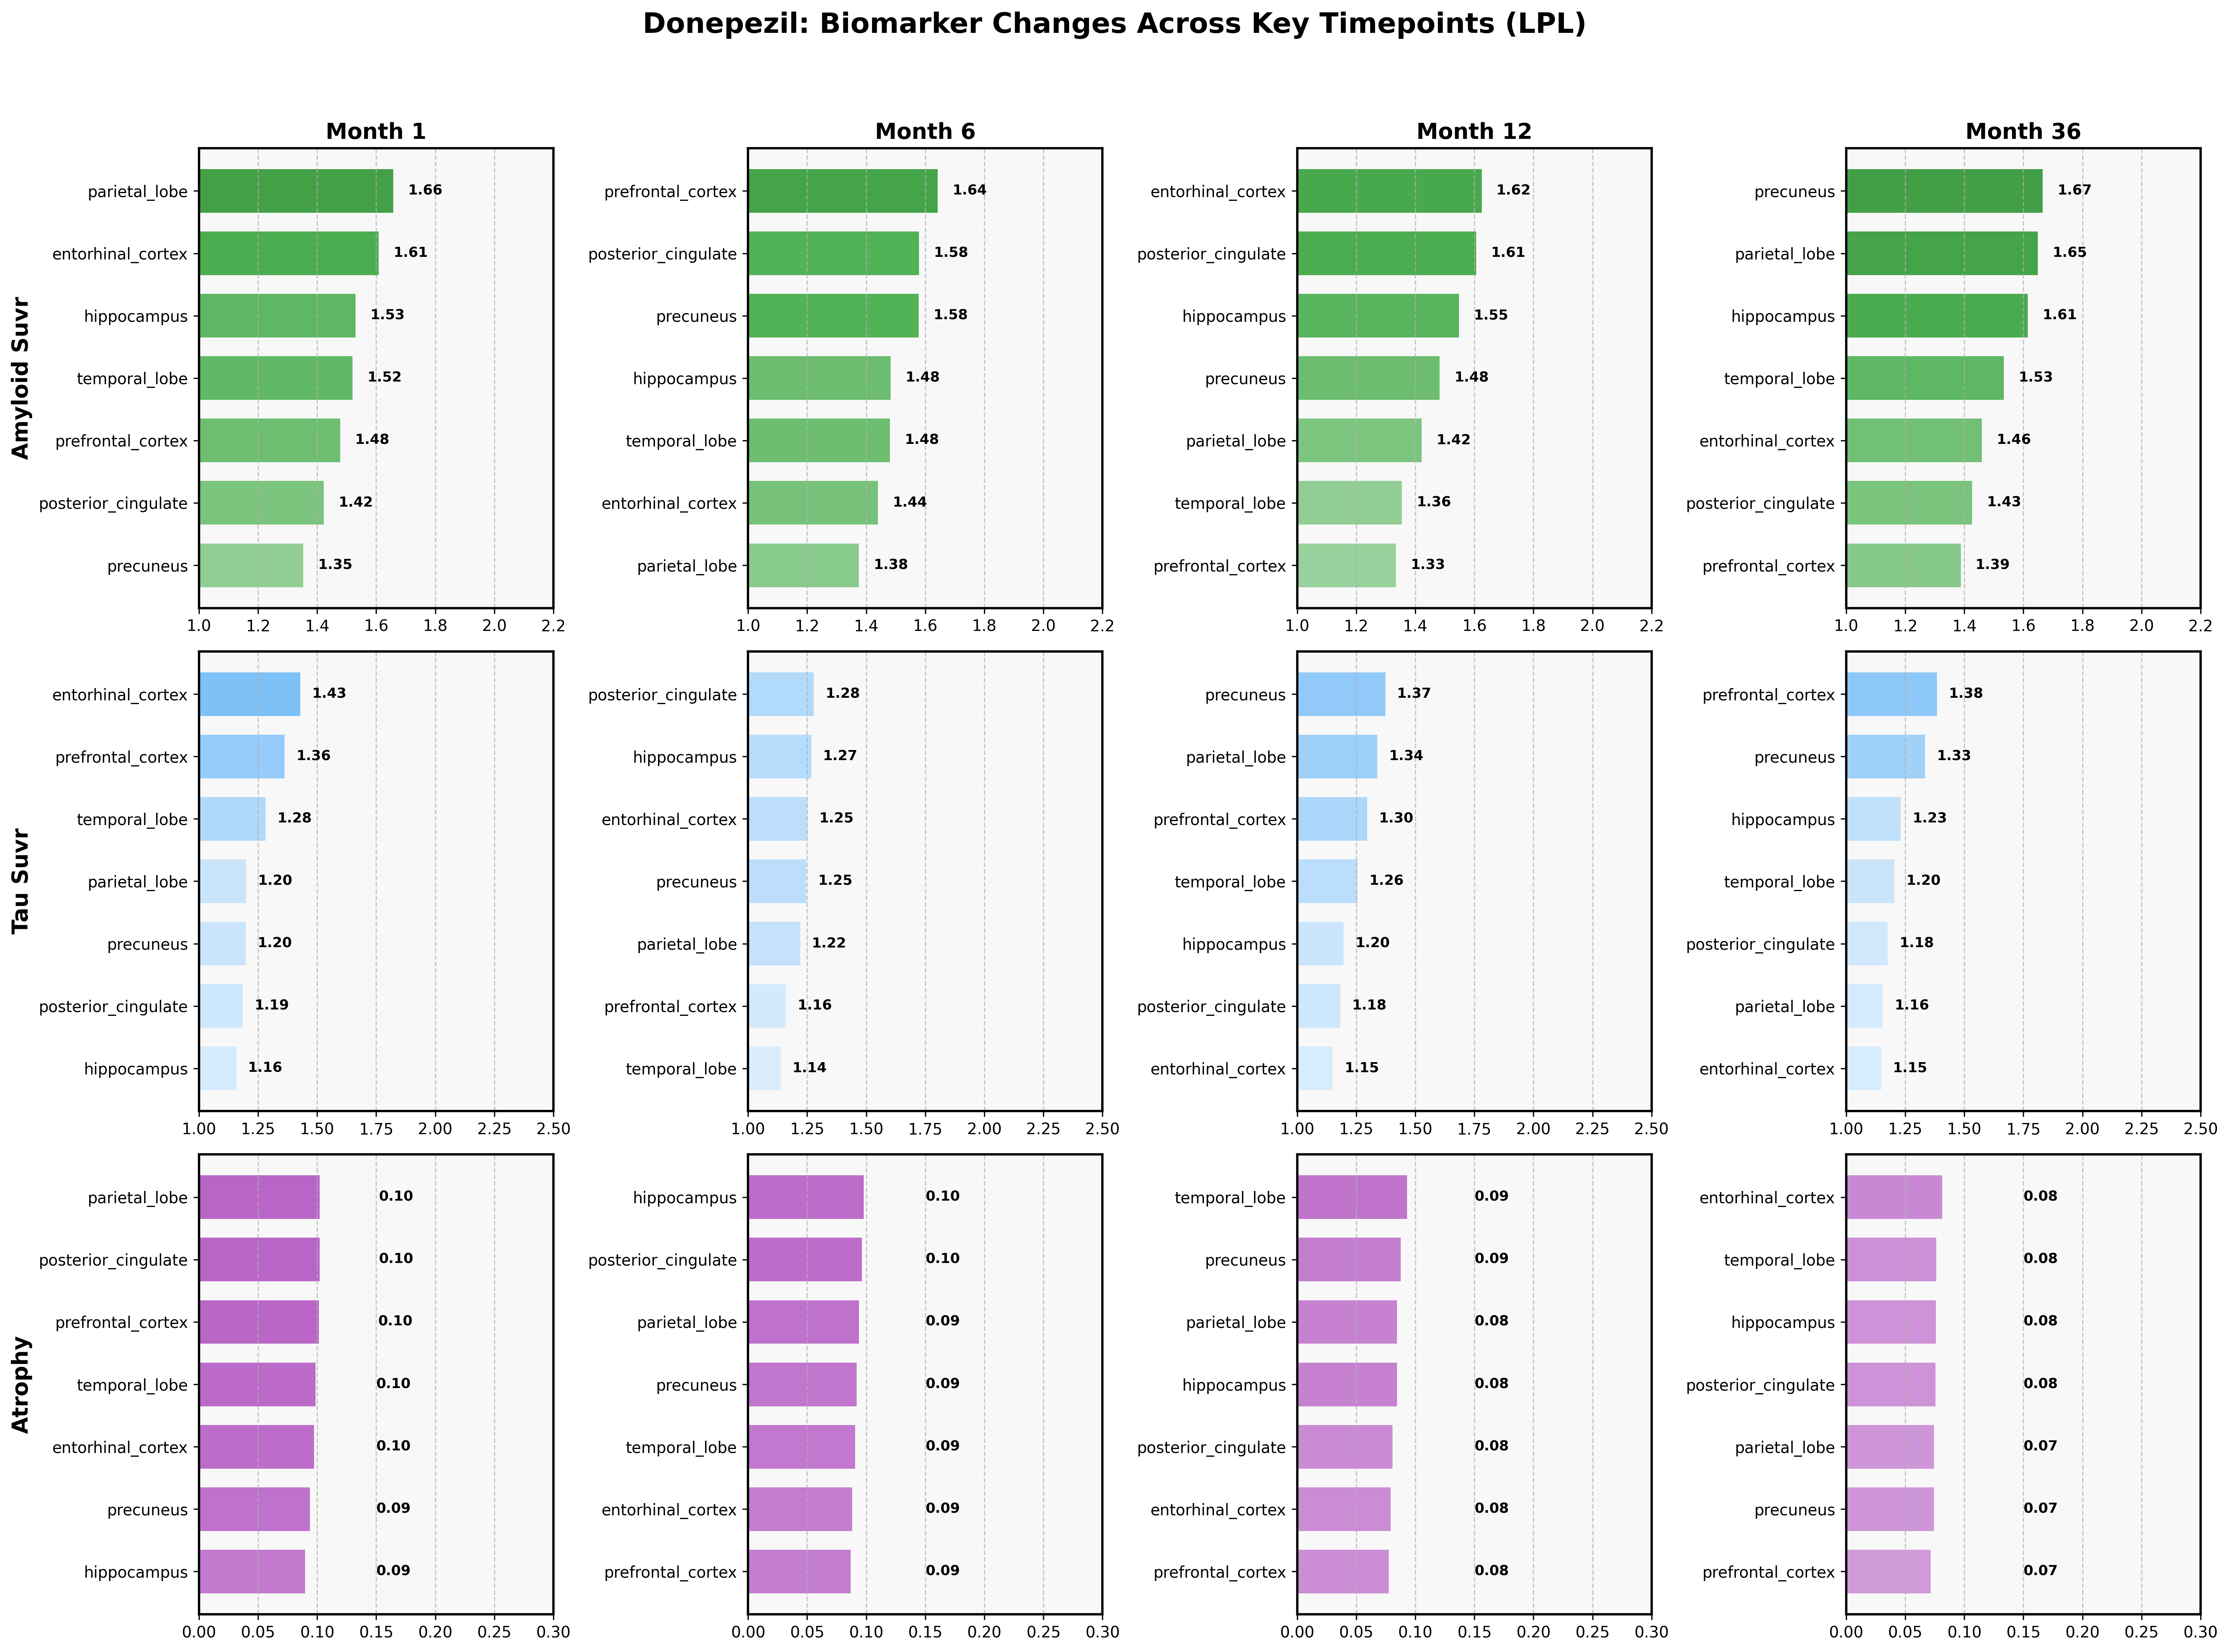 Donepezil: Biomarker Changes Across Key Timepoints (LPL)
Amyloid Suvr
Month 1
parietal_lobe 1.66
entorhinal_cortex 1.61
hippocampus 1.53
temporal_lobe 1.52
prefrontal_cortex 1.48
posterior_cingulate 1.42
precuneus 1.35
1.0 1.2 1.4 1.6 1.8 2.0 2.2
Month 6
prefrontal_cortex 1.64
posterior_cingulate 1.58
precuneus 1.58
hippocampus 1.48
temporal_lobe 1.48
entorhinal_cortex 1.44
parietal_lobe 1.38
1.0 1.2 1.4 1.6 1.8 2.0 2.2
Month 12
entorhinal_cortex 1.62
posterior_cingulate 1.61
hippocampus 1.55
precuneus 1.48
parietal_lobe 1.42
temporal_lobe 1.36
prefrontal_cortex 1.33
1.0 1.2 1.4 1.6 1.8 2.0 2.2
Month 36
precuneus 1.67
parietal_lobe 1.65
hippocampus 1.61
temporal_lobe 1.53
entorhinal_cortex 1.46
posterior_cingulate 1.43
prefrontal_cortex 1.39
1.0 1.2 1.4 1.6 1.8 2.0 2.2
Tau Suvr
entorhinal_cortex 1.43
prefrontal_cortex 1.36
temporal_lobe 1.28
parietal_lobe 1.20
precuneus 1.20
posterior_cingulate 1.19
hippocampus 1.16
1.00 1.25 1.50 1.75 2.00 2.25 2.50
posterior_cingulate 1.28
hippocampus 1.27
entorhinal_cortex 1.25
precuneus 1.25
parietal_lobe 1.22
prefrontal_cortex 1.16
temporal_lobe 1.14
1.00 1.25 1.50 1.75 2.00 2.25 2.50
precuneus 1.37
parietal_lobe 1.34
prefrontal_cortex 1.30
temporal_lobe 1.26
hippocampus 1.20
posterior_cingulate 1.18
entorhinal_cortex 1.15
1.00 1.25 1.50 1.75 2.00 2.25 2.50
prefrontal_cortex 1.38
precuneus 1.33
hippocampus 1.23
temporal_lobe 1.20
posterior_cingulate 1.18
parietal_lobe 1.16
entorhinal_cortex 1.15
1.00 1.25 1.50 1.75 2.00 2.25 2.50
Atrophy
parietal_lobe 0.10
posterior_cingulate 0.10
prefrontal_cortex 0.10
temporal_lobe 0.10
entorhinal_cortex 0.10
precuneus 0.09
hippocampus 0.09
0.00 0.05 0.10 0.15 0.20 0.25 0.30
hippocampus 0.10
posterior_cingulate 0.10
parietal_lobe 0.09
precuneus 0.09
temporal_lobe 0.09
entorhinal_cortex 0.09
prefrontal_cortex 0.09
0.00 0.05 0.10 0.15 0.20 0.25 0.30
temporal_lobe 0.09
precuneus 0.09
parietal_lobe 0.08
hippocampus 0.08
posterior_cingulate 0.08
entorhinal_cortex 0.08
prefrontal_cortex 0.08
0.00 0.05 0.10 0.15 0.20 0.25 0.30
entorhinal_cortex 0.08
temporal_lobe 0.08
hippocampus 0.08
posterior_cingulate 0.08
parietal_lobe 0.07
precuneus 0.07
prefrontal_cortex 0.07
0.00 0.05 0.10 0.15 0.20 0.25 0.30